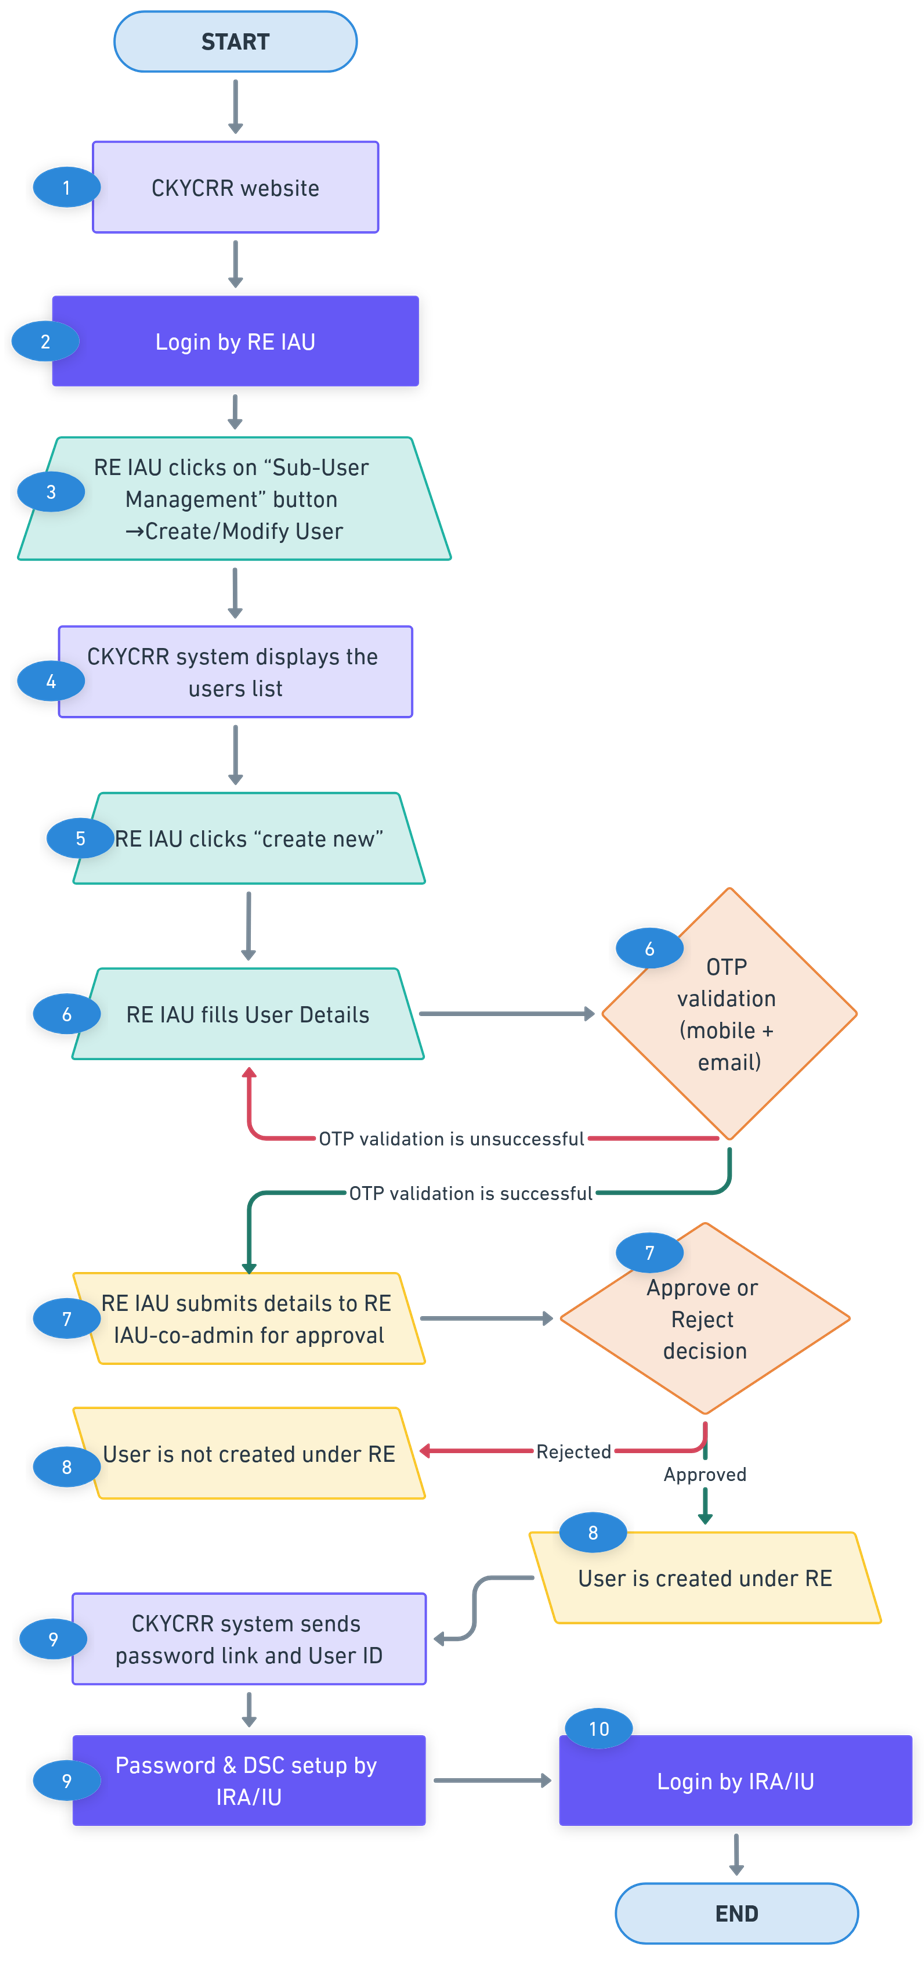 START
1
CKYCRR website
2
Login by RE IAU
3
RE IAU clicks on “Sub-User
Management” button
→Create/Modify User
4
CKYCRR system displays the
users list
5
RE IAU clicks “create new”
6
RE IAU fills User Details
6
OTP
validation
(mobile +
email)
OTP validation is unsuccessful
OTP validation is successful
7
RE IAU submits details to RE
IAU-co-admin for approval
7
Approve or
Reject
decision
Rejected
Approved
8
User is not created under RE
8
User is created under RE
9
CKYCRR system sends
password link and User ID
9
Password & DSC setup by
IRA/IU
10
Login by IRA/IU
END